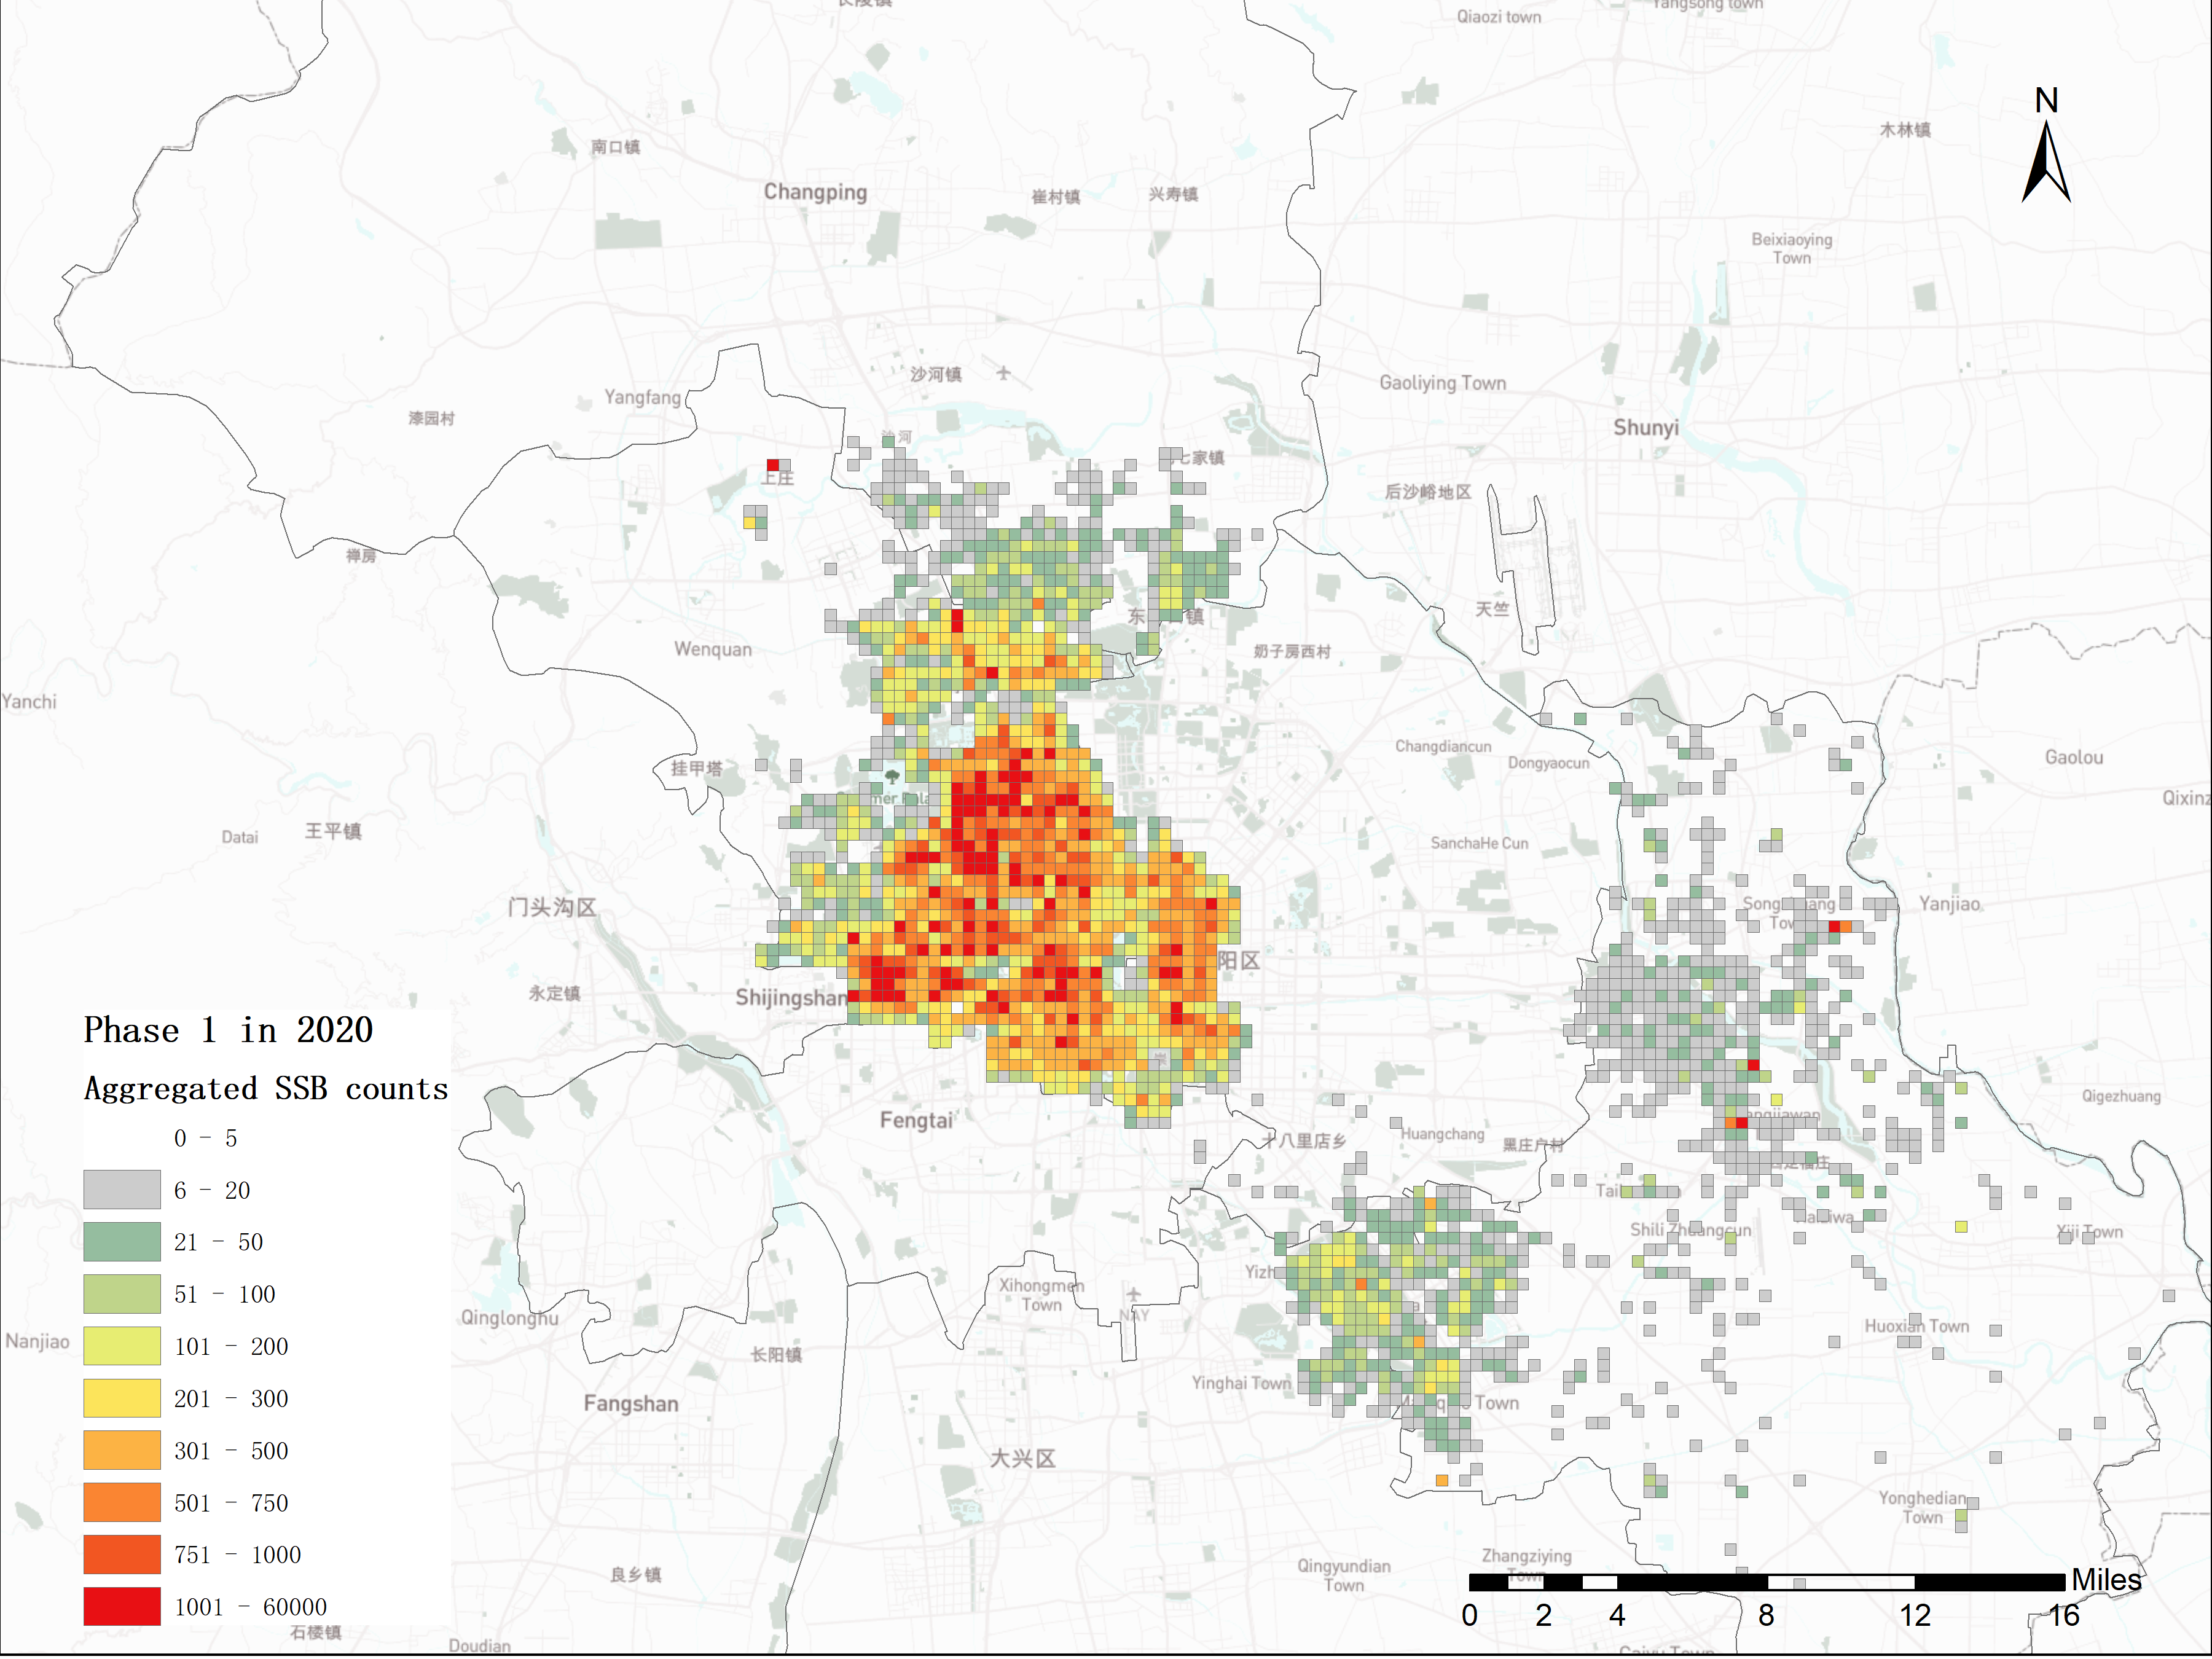 Qiaozi town
Yangsong town
木林镇
N
南口镇
Changping
崔村镇
兴寿镇
Beixiaoying
Town
沙河镇
Gaoliying Town
Yangfang
漆园村
Shunyi
沙河
七家镇
上庄
后沙峪地区
禅房
天竺
Wenquan
奶子房西村
Yanchi
Changdiancun
Dongyaocun
Gaolou
挂甲塔
Qixinz
Datai
王平镇
SanchaHe Cun
门头沟区
Yanjiao
阳区
永定镇
Shijingshan
Phase 1 in 2020
Aggregated SSB counts
0 - 5
6 - 20
21 - 50
51 - 100
101 - 200
201 - 300
301 - 500
501 - 750
751 - 1000
1001 - 60000
Qigezhuang
Fengtai
十八里店乡
Huangchang
黑庄户村
Shili Zhuangcun
Xiji Town
Xihongmen
Town
NAY
Qinglonghu
Huoxian Town
Nanjiao
长阳镇
Yinghai Town
Fangshan
Town
大兴区
Yonghedian
Town
良乡镇
Qingyundian
Town
Zhangziying
Town
Miles
0 2 4 8 12 16
石楼镇
Doudian